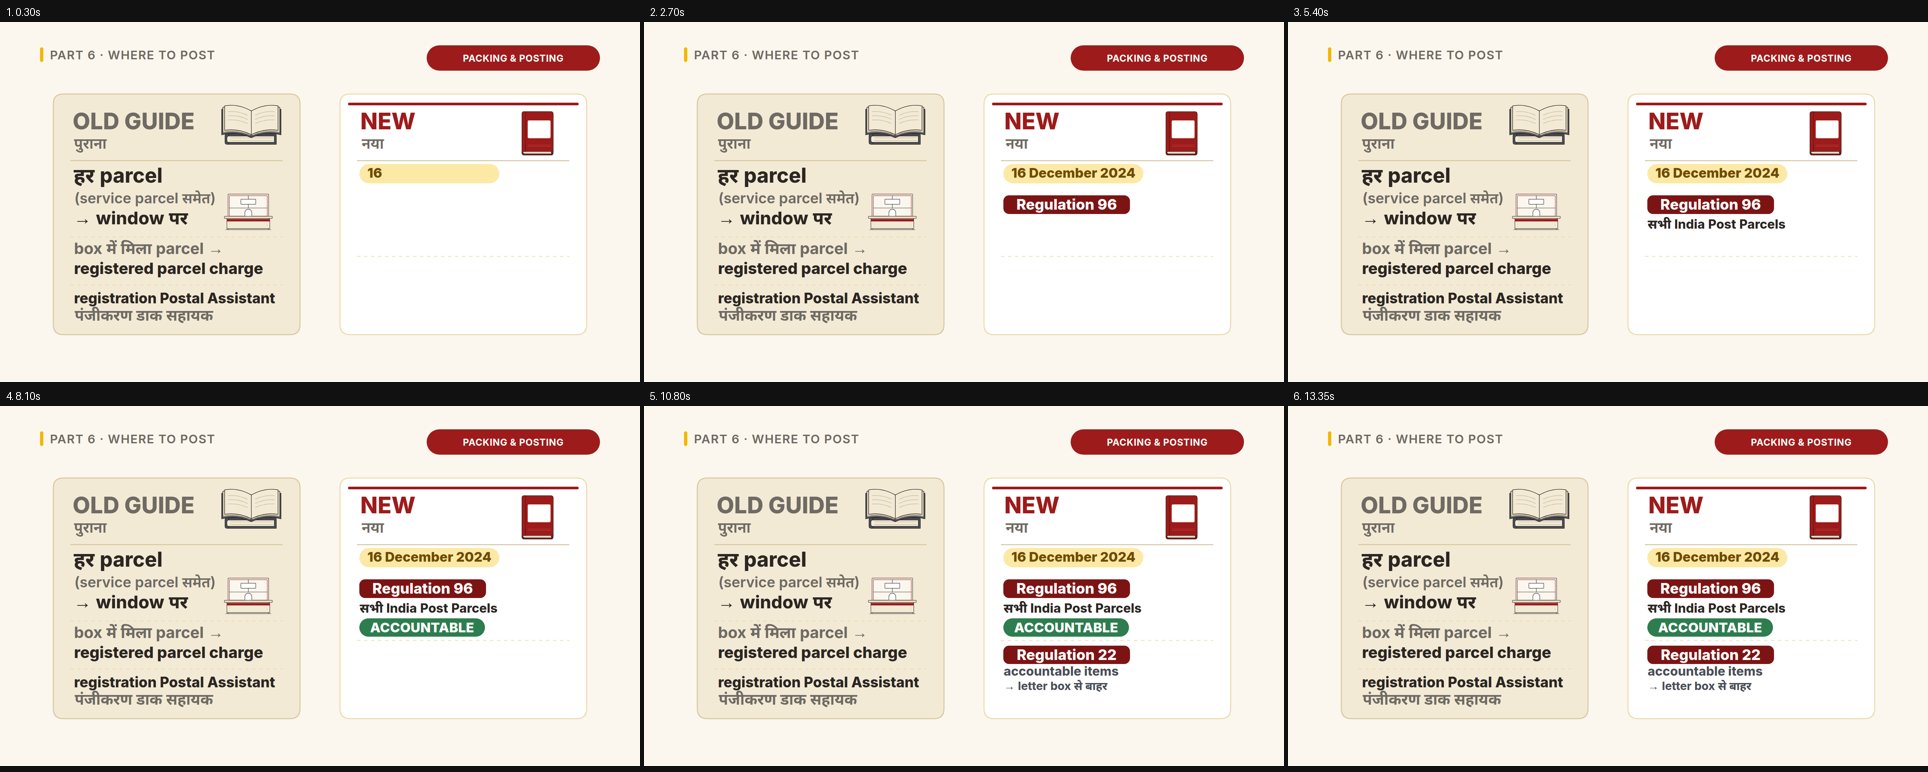 1. 0.30s
PART 6 · WHERE TO POST
PACKING & POSTING
OLD GUIDE
पुराना
हर parcel
(service parcel समेत)
→ window पर
box में मिला parcel →
registered parcel charge
registration Postal Assistant
पंजीकरण डाक सहायक
NEW
नया
16
2. 2.70s
PART 6 · WHERE TO POST
PACKING & POSTING
OLD GUIDE
पुराना
हर parcel
(service parcel समेत)
→ window पर
box में मिला parcel →
registered parcel charge
registration Postal Assistant
पंजीकरण डाक सहायक
NEW
नया
16 December 2024
Regulation 96
3. 5.40s
PART 6 · WHERE TO POST
PACKING & POSTING
OLD GUIDE
पुराना
हर parcel
(service parcel समेत)
→ window पर
box में मिला parcel →
registered parcel charge
registration Postal Assistant
पंजीकरण डाक सहायक
NEW
नया
16 December 2024
Regulation 96
सभी India Post Parcels
4. 8.10s
PART 6 · WHERE TO POST
PACKING & POSTING
OLD GUIDE
पुराना
हर parcel
(service parcel समेत)
→ window पर
box में मिला parcel →
registered parcel charge
registration Postal Assistant
पंजीकरण डाक सहायक
NEW
नया
16 December 2024
Regulation 96
सभी India Post Parcels
ACCOUNTABLE
5. 10.80s
PART 6 · WHERE TO POST
PACKING & POSTING
OLD GUIDE
पुराना
हर parcel
(service parcel समेत)
→ window पर
box में मिला parcel →
registered parcel charge
registration Postal Assistant
पंजीकरण डाक सहायक
NEW
नया
16 December 2024
Regulation 96
सभी India Post Parcels
ACCOUNTABLE
Regulation 22
accountable items
→ letter box से बाहर
6. 13.35s
PART 6 · WHERE TO POST
PACKING & POSTING
OLD GUIDE
पुराना
हर parcel
(service parcel समेत)
→ window पर
box में मिला parcel →
registered parcel charge
registration Postal Assistant
पंजीकरण डाक सहायक
NEW
नया
16 December 2024
Regulation 96
सभी India Post Parcels
ACCOUNTABLE
Regulation 22
accountable items
→ letter box से बाहर